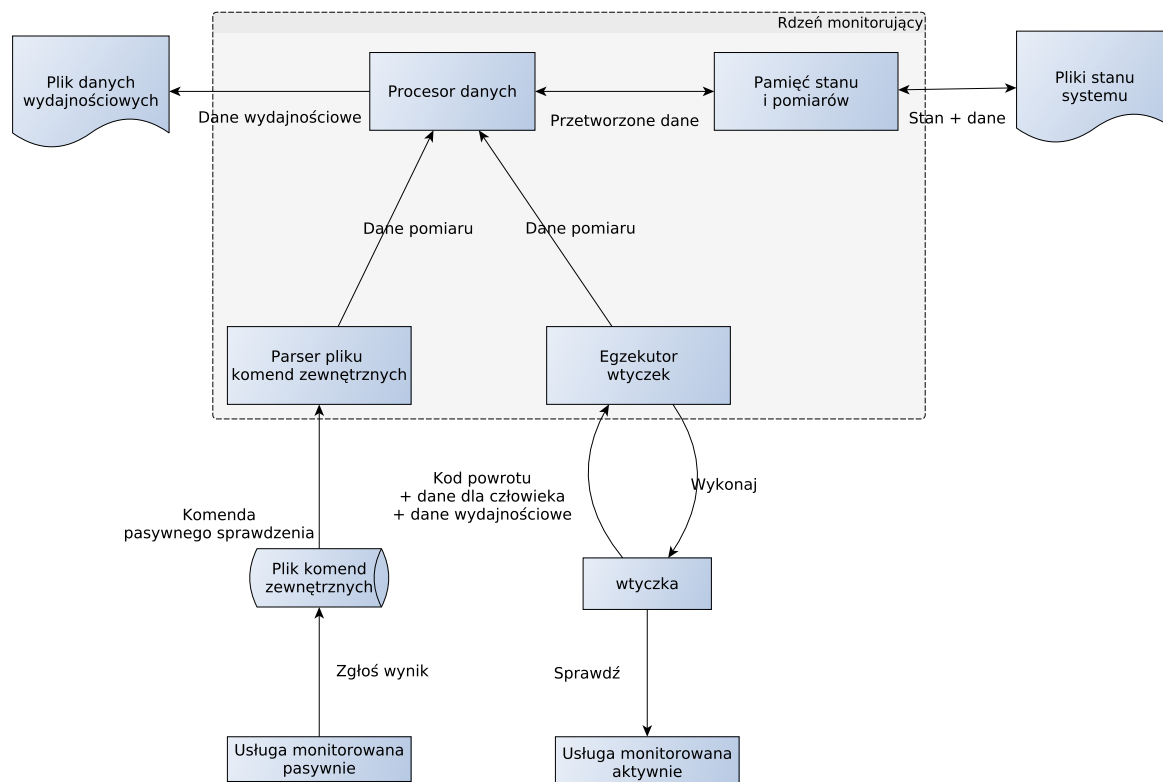 Rdzeń monitorujący
Plik danych
wydajnościowych
Procesor danych
Pamięć stanu
i pomiarów
Pliki stanu
systemu
Dane wydajnościowe
Przetworzone dane
Stan + dane
Dane pomiaru
Dane pomiaru
Parser pliku
komend zewnętrznych
Egzekutor
wtyczek
Kod powrotu
+ dane dla człowieka
+ dane wydajnościowe
Wykonaj
Komenda
pasywnego sprawdzenia
Plik komend
zewnętrznych
wtyczka
Zgłoś wynik
Sprawdź
Usługa monitorowana
pasywnie
Usługa monitorowana
aktywnie